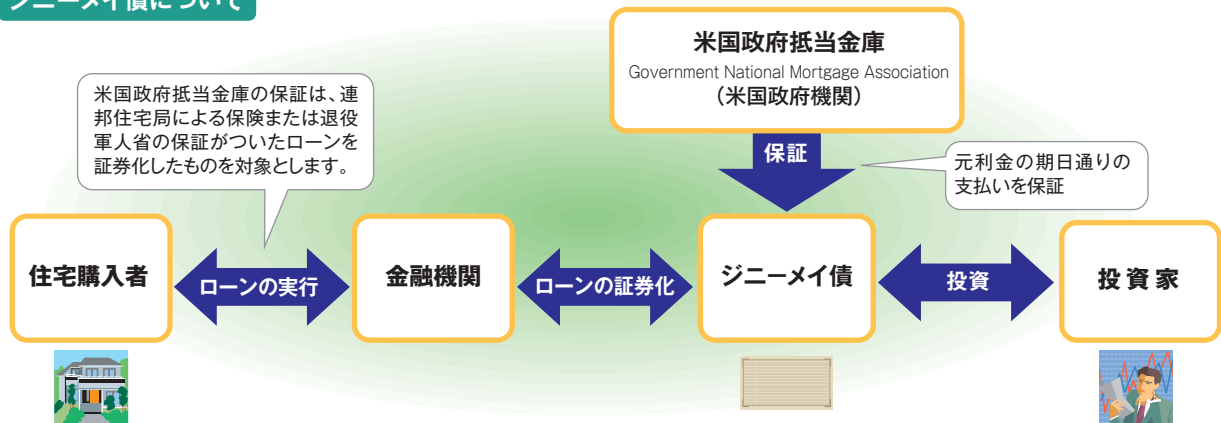 ジニーメイ債について
米国政府抵当金庫
Government National Mortgage Association
（米国政府機関）
米国政府抵当金庫の保証は、連
邦住宅局による保険または退役
軍人省の保証がついたローンを
証券化したものを対象とします。
保証
元利金の期日通りの
支払いを保証
住宅購入者
ローンの実行
金融機関
ローンの証券化
ジニーメイ債
投資
投資家